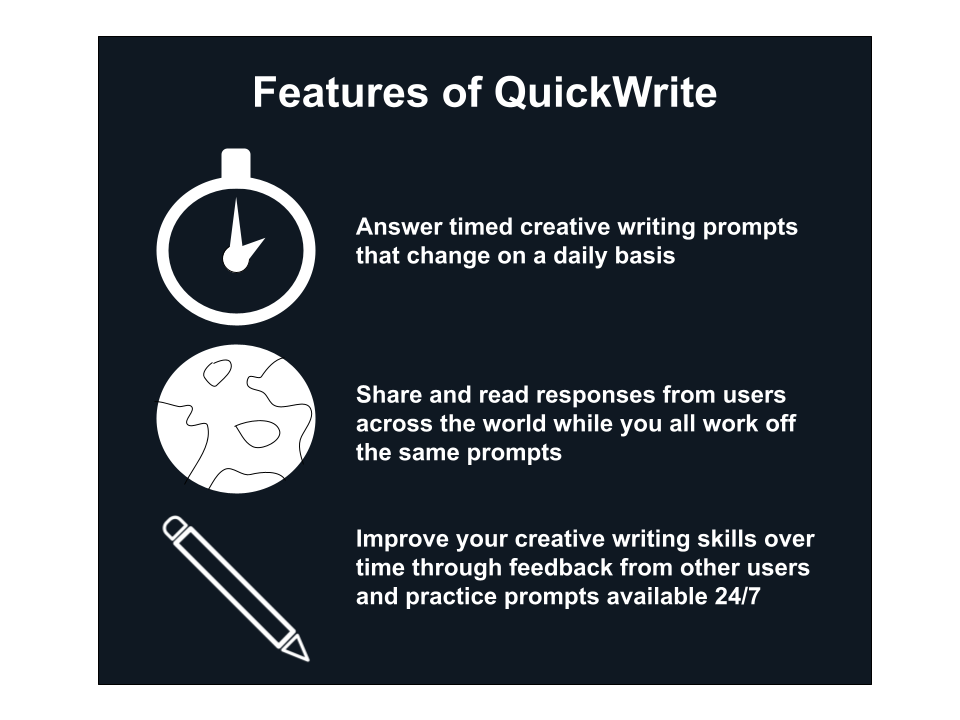 Features of QuickWrite
Answer timed creative writing prompts
that change on a daily basis
Share and read responses from users
across the world while you all work off
the same prompts
Improve your creative writing skills over
time through feedback from other users
and practice prompts available 24/7